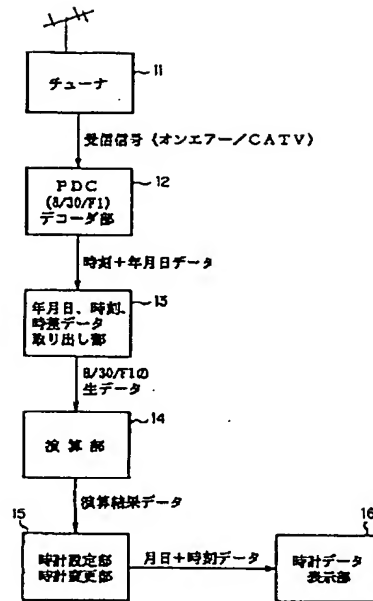 11
チューナ
受信信号(オンエアー/CATV)
12
PDC
(8/30/F1)
デコーダ部
時刻+年月日データ
13
年月日、時刻、
時差データ
取り出し部
8/30/F1の
生データ
14
演算部
演算結果データ
15
時計設定部
時計変更部
月日+時刻データ
16
時計データ
表示部